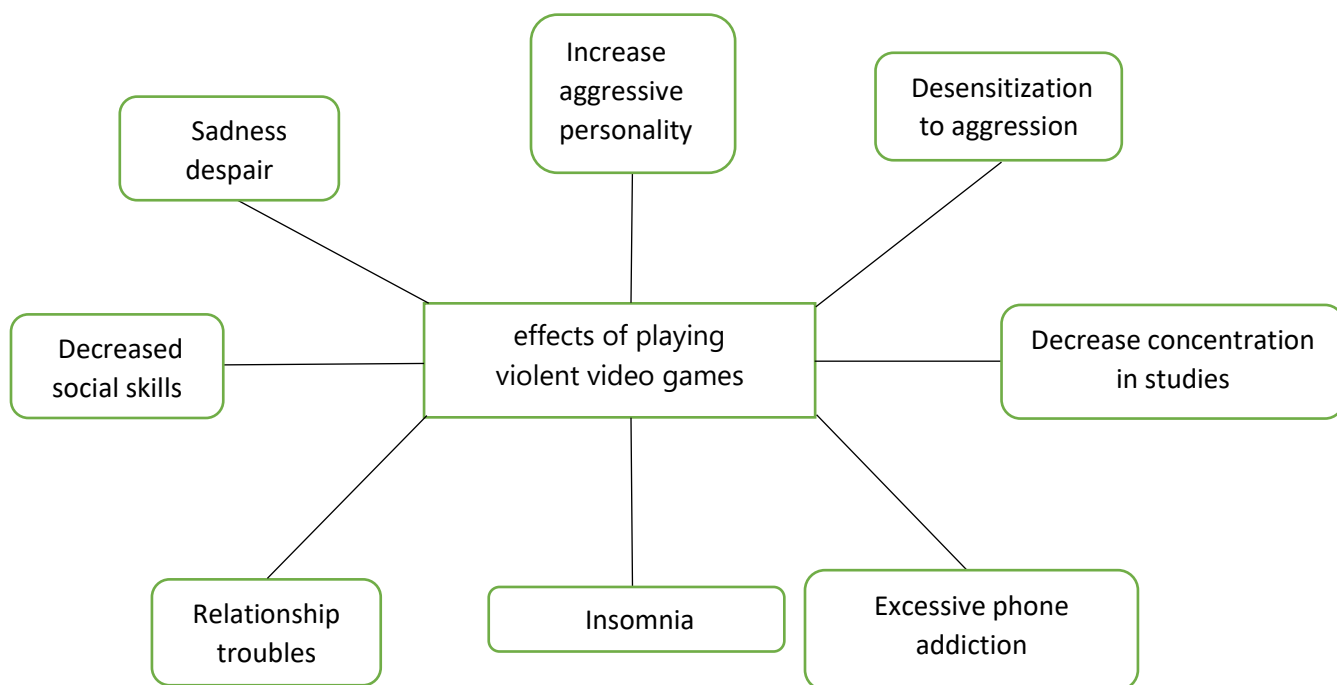 Increase
aggressive
personality
Desensitization
to aggression
Sadness
despair
effects of playing
violent video games
Decreased
social skills
Decrease concentration
in studies
Relationship
troubles
Insomnia
Excessive phone
addiction